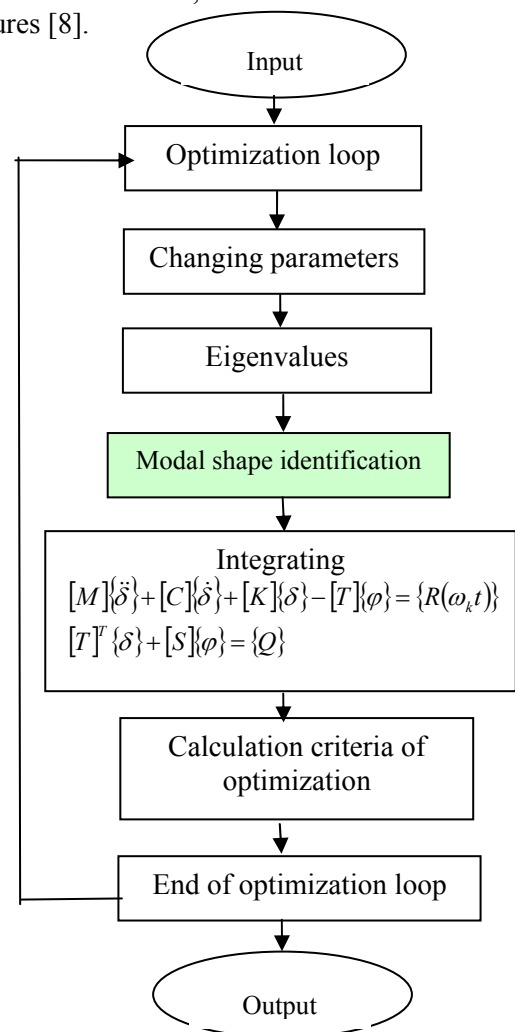 ures [8].
Input
Optimization loop
Changing parameters
Eigenvalues
Modal shape identification
Integrating
[M]{δ̈}+[C]{δ̇}+[K]{δ}−[T]{φ}={R(ωₖt)}
[T]ᵀ{δ}+[S]{φ}={Q}
Calculation criteria of
optimization
End of optimization loop
Output